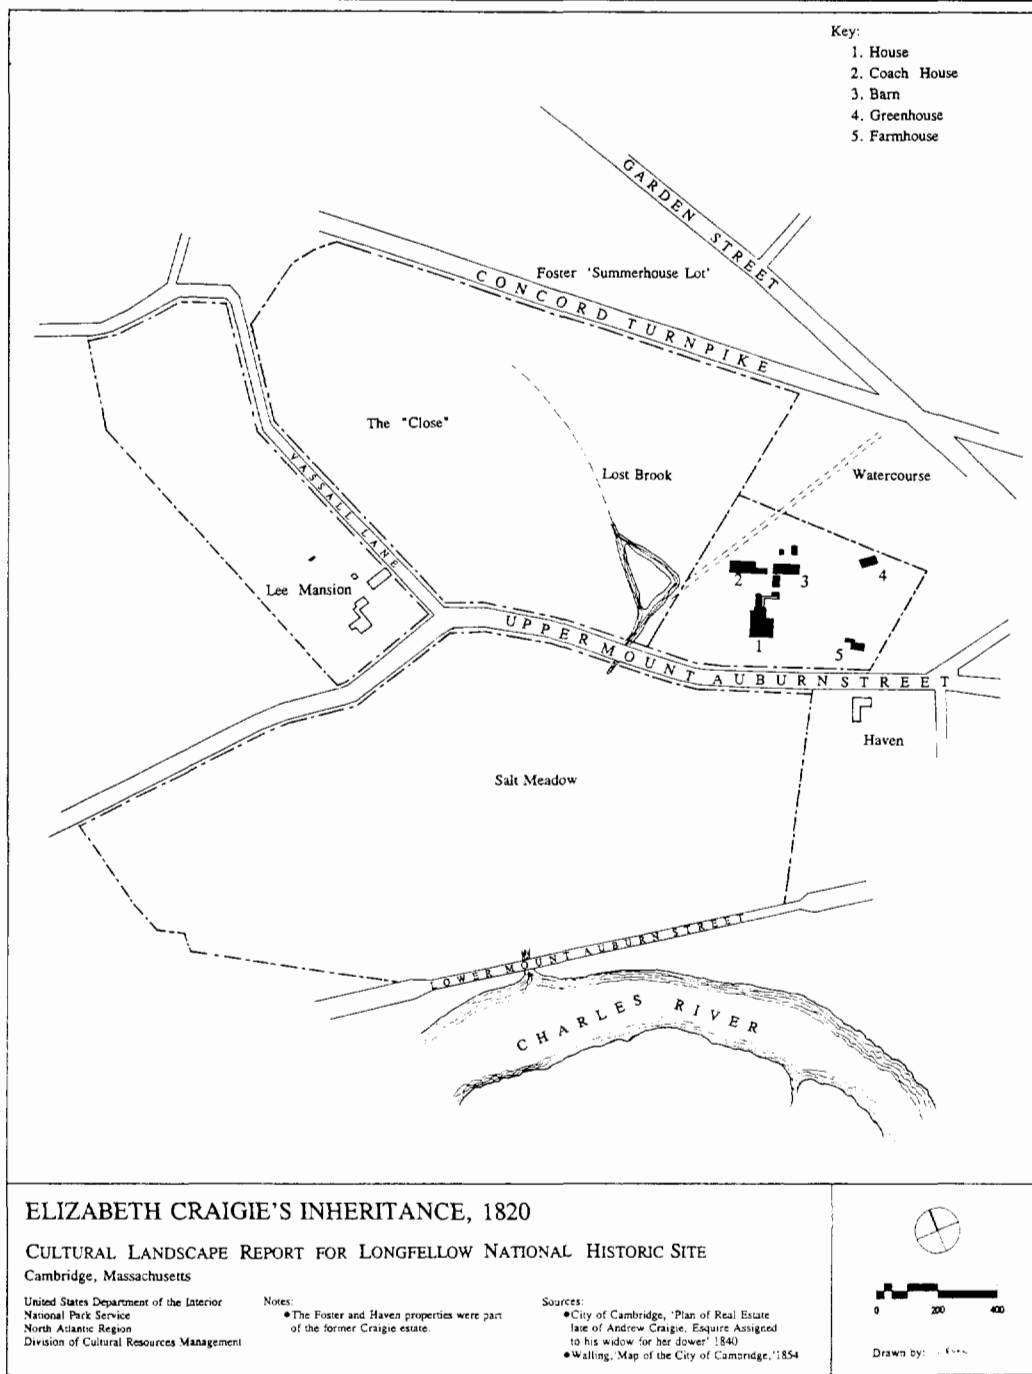 Key:
1. House
2. Coach House
3. Barn
4. Greenhouse
5. Farmhouse
GARDEN STREET
Foster 'Summerhouse Lot'
CONCORD TURNPIKE
The "Close"
Lost Brook
Watercourse
VASSALL LANE
2
3
4
Lee Mansion
1
5
UPPER MOUNT AUBURN STREET
Haven
Salt Meadow
LOWER MOUNT AUBURN STREET
CHARLES RIVER
ELIZABETH CRAIGIE'S INHERITANCE, 1820
CULTURAL LANDSCAPE REPORT FOR LONGFELLOW NATIONAL HISTORIC SITE
Cambridge, Massachusetts
United States Department of the Interior
National Park Service
North Atlantic Region
Division of Cultural Resources Management
Notes:
•The Foster and Haven properties were part
of the former Craigie estate.
Sources:
•City of Cambridge, 'Plan of Real Estate
late of Andrew Craigie, Esquire Assigned
to his widow for her dower' 1840
•Walling, 'Map of the City of Cambridge,' 1854
0 200 400
Drawn by: